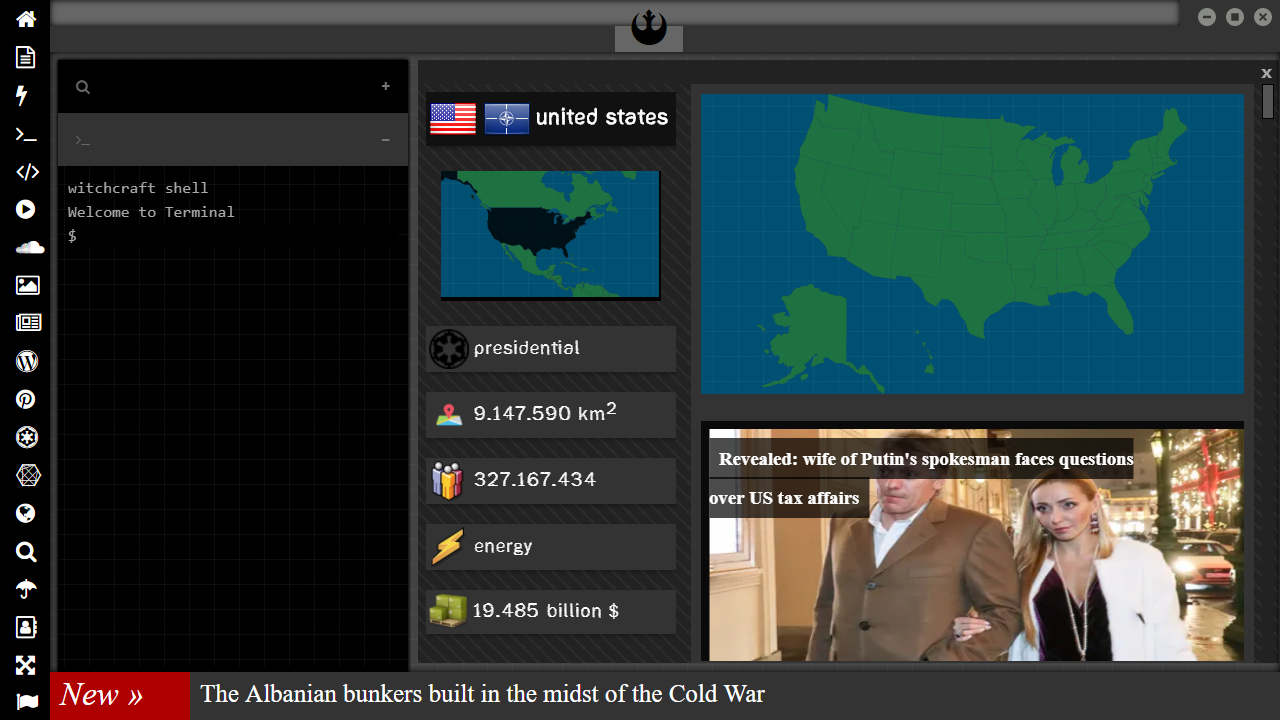 +
>_ –
witchcraft shell
Welcome to Terminal
$
x
united states
presidential
9.147.590 km²
327.167.434
energy
19.485 billion $
Revealed: wife of Putin's spokesman faces questions
over US tax affairs
New »
The Albanian bunkers built in the midst of the Cold War